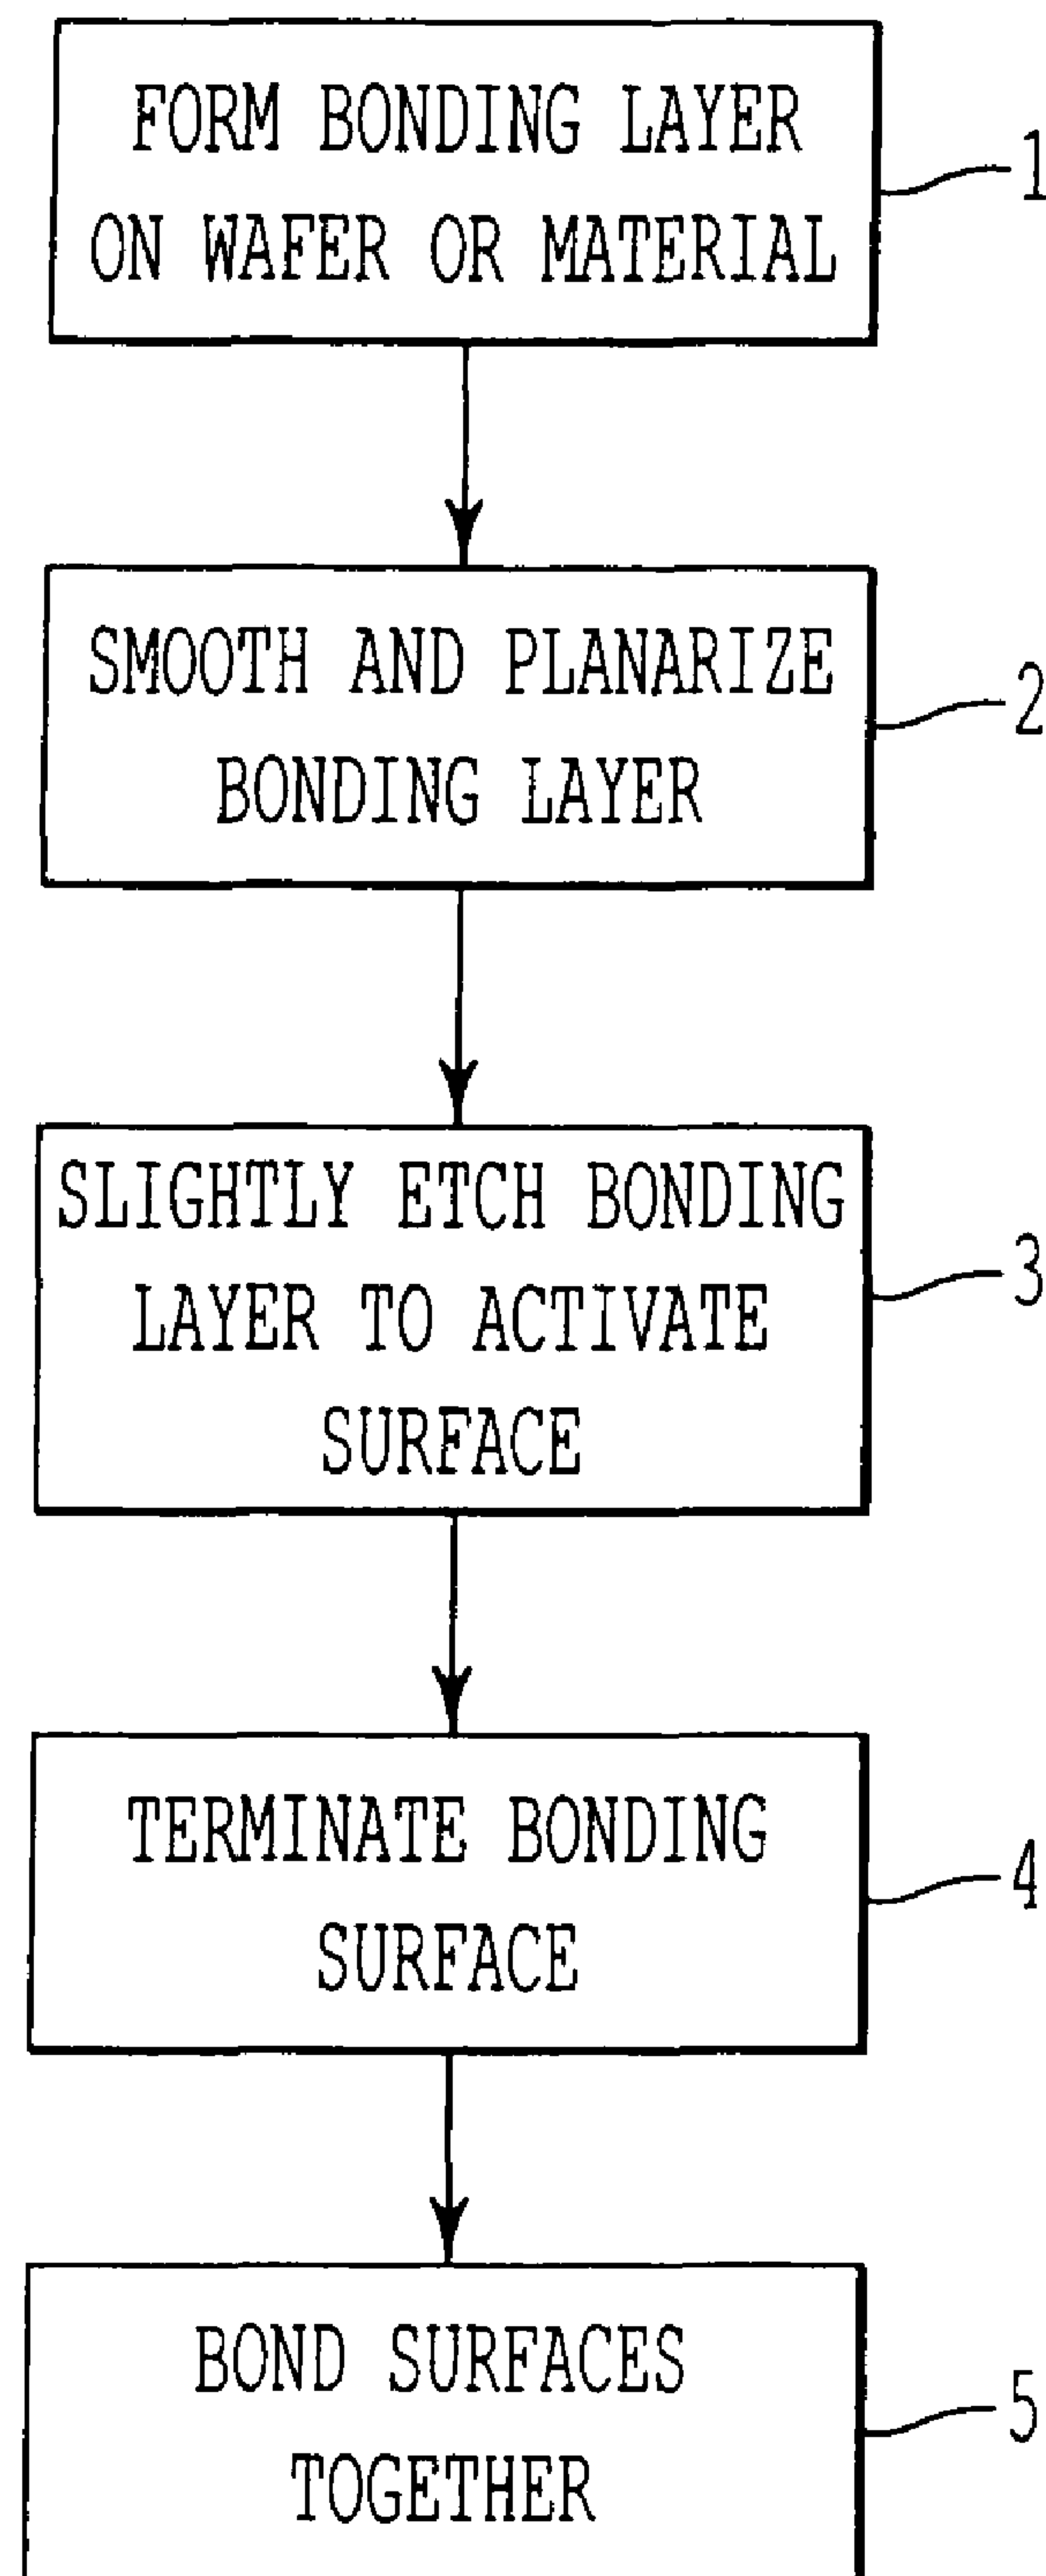 FORM BONDING LAYER
ON WAFER OR MATERIAL
1
SMOOTH AND PLANARIZE
BONDING LAYER
2
SLIGHTLY ETCH BONDING
LAYER TO ACTIVATE
SURFACE
3
TERMINATE BONDING
SURFACE
4
BOND SURFACES
TOGETHER
5